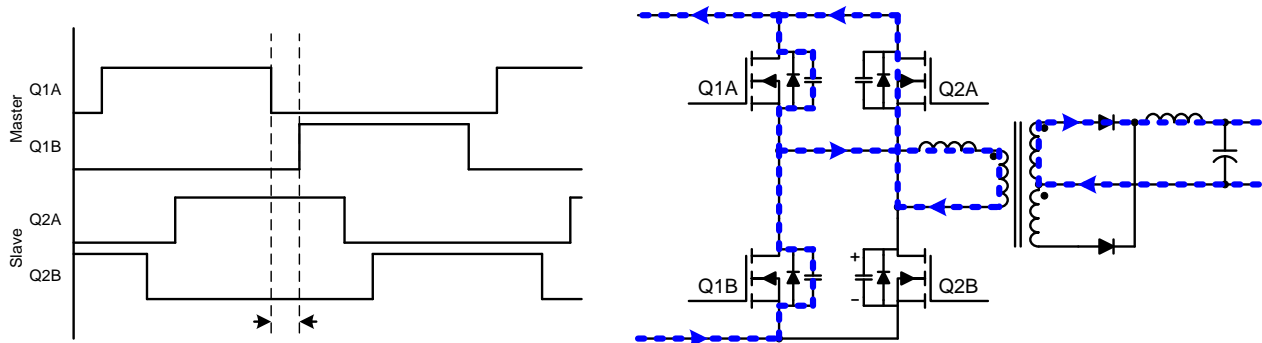 Master
Q1A
Q1B
Slave
Q2A
Q2B
Q1A
Q2A
Q1B
+
−
Q2B